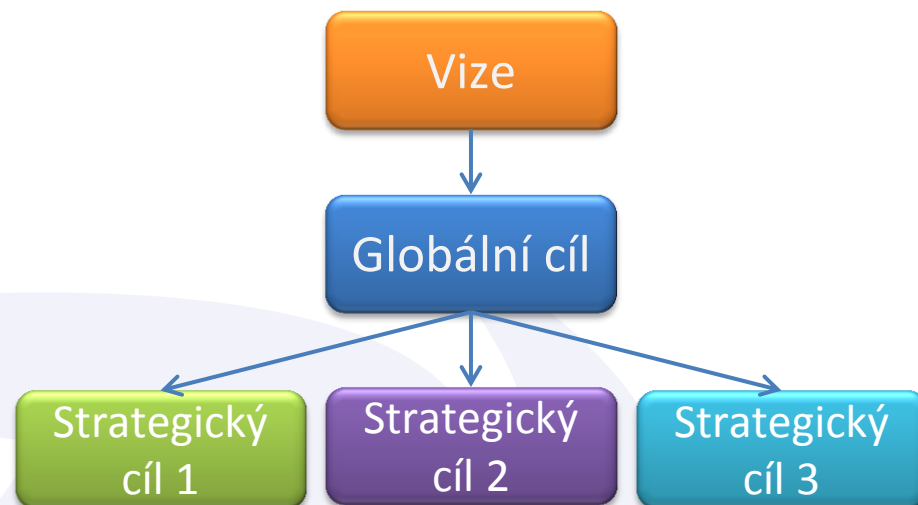 Vize
Globální cíl
Strategický
cíl 1
Strategický
cíl 2
Strategický
cíl 3